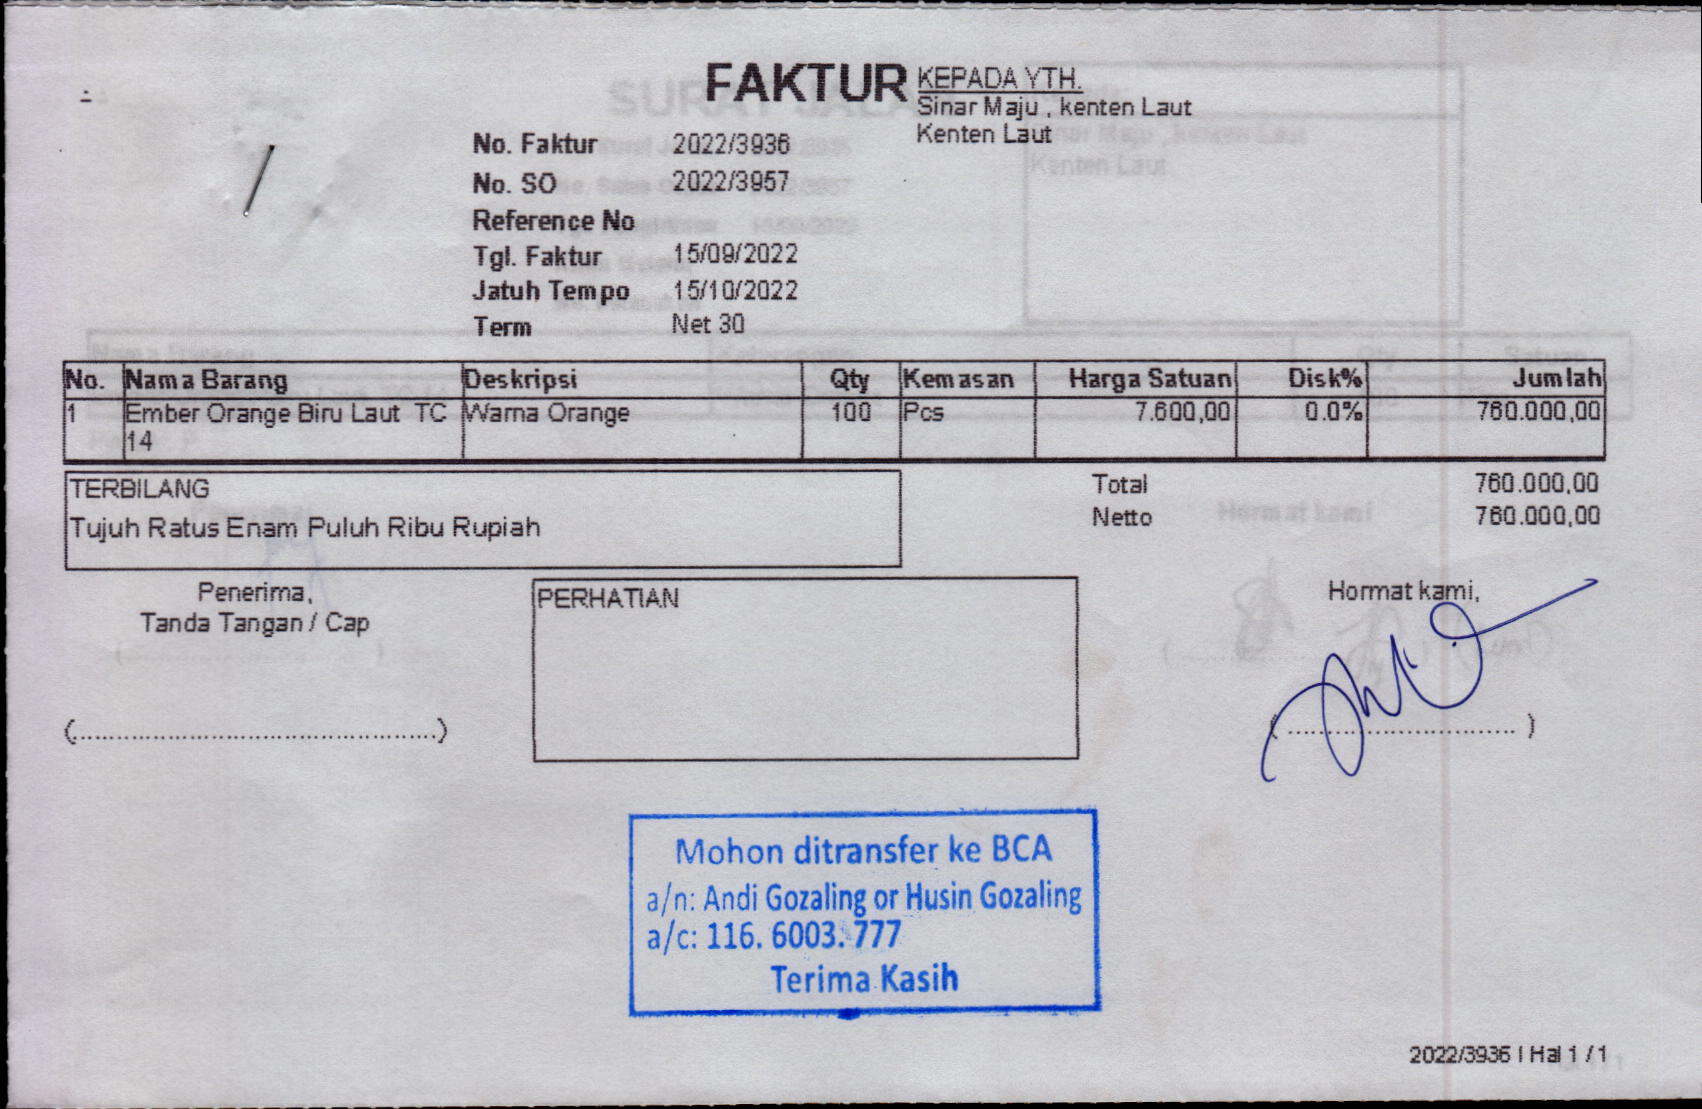 FAKTUR
KEPADA YTH.
Sinar Maju , kenten Laut
Kenten Laut
No. Faktur 2022/3936
No. SO 2022/3957
Reference No
Tgl. Faktur 15/09/2022
Jatuh Tempo 15/10/2022
Term Net 30
No. Nama Barang Deskripsi Qty Kemasan Harga Satuan Disk% Jumlah
1 Ember Orange Biru Laut TC Warna Orange 100 Pcs 7.600,00 0.0% 760.000,00
14
TERBILANG
Tujuh Ratus Enam Puluh Ribu Rupiah
Total 760.000,00
Netto 760.000,00
Penerima,
Tanda Tangan / Cap
(..............................................)
PERHATIAN
Hormat kami,
( ............................. )
Mohon ditransfer ke BCA
a/n: Andi Gozaling or Husin Gozaling
a/c: 116. 6003. 777
Terima Kasih
2022/3936 | Hal 1 / 1